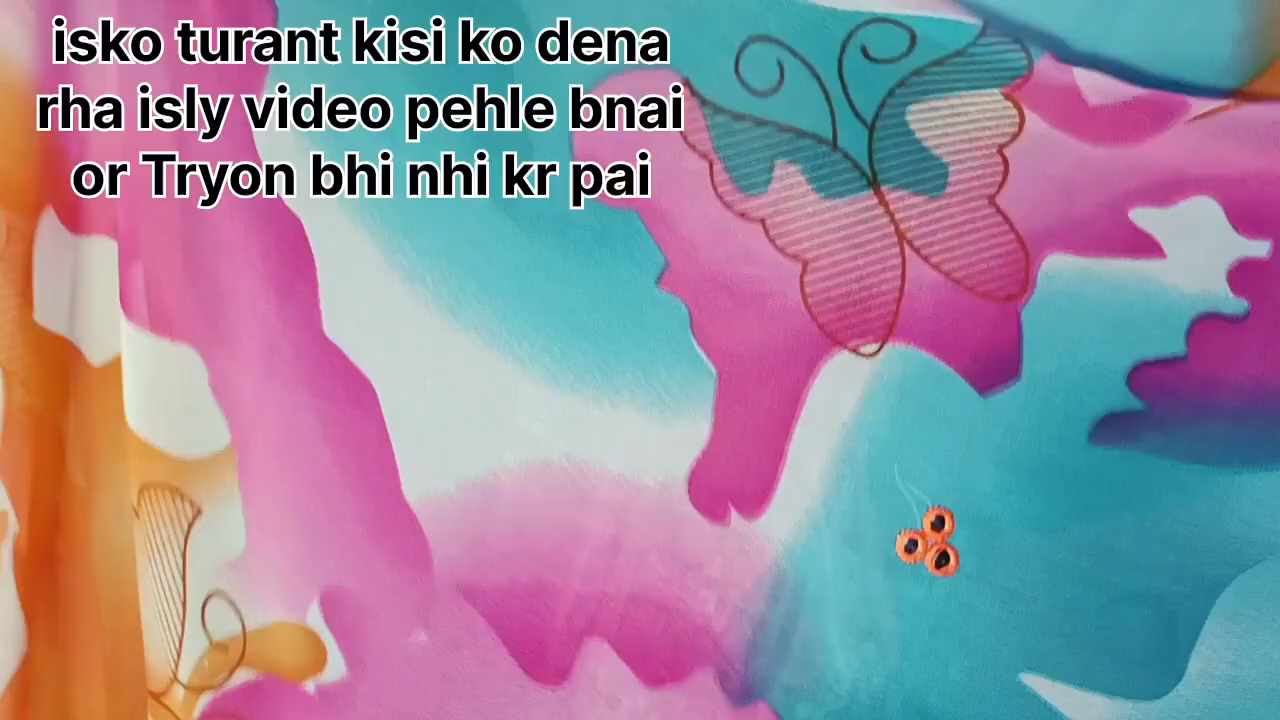 isko turant kisi ko dena
rha isly video pehle bnai
or Tryon bhi nhi kr pai